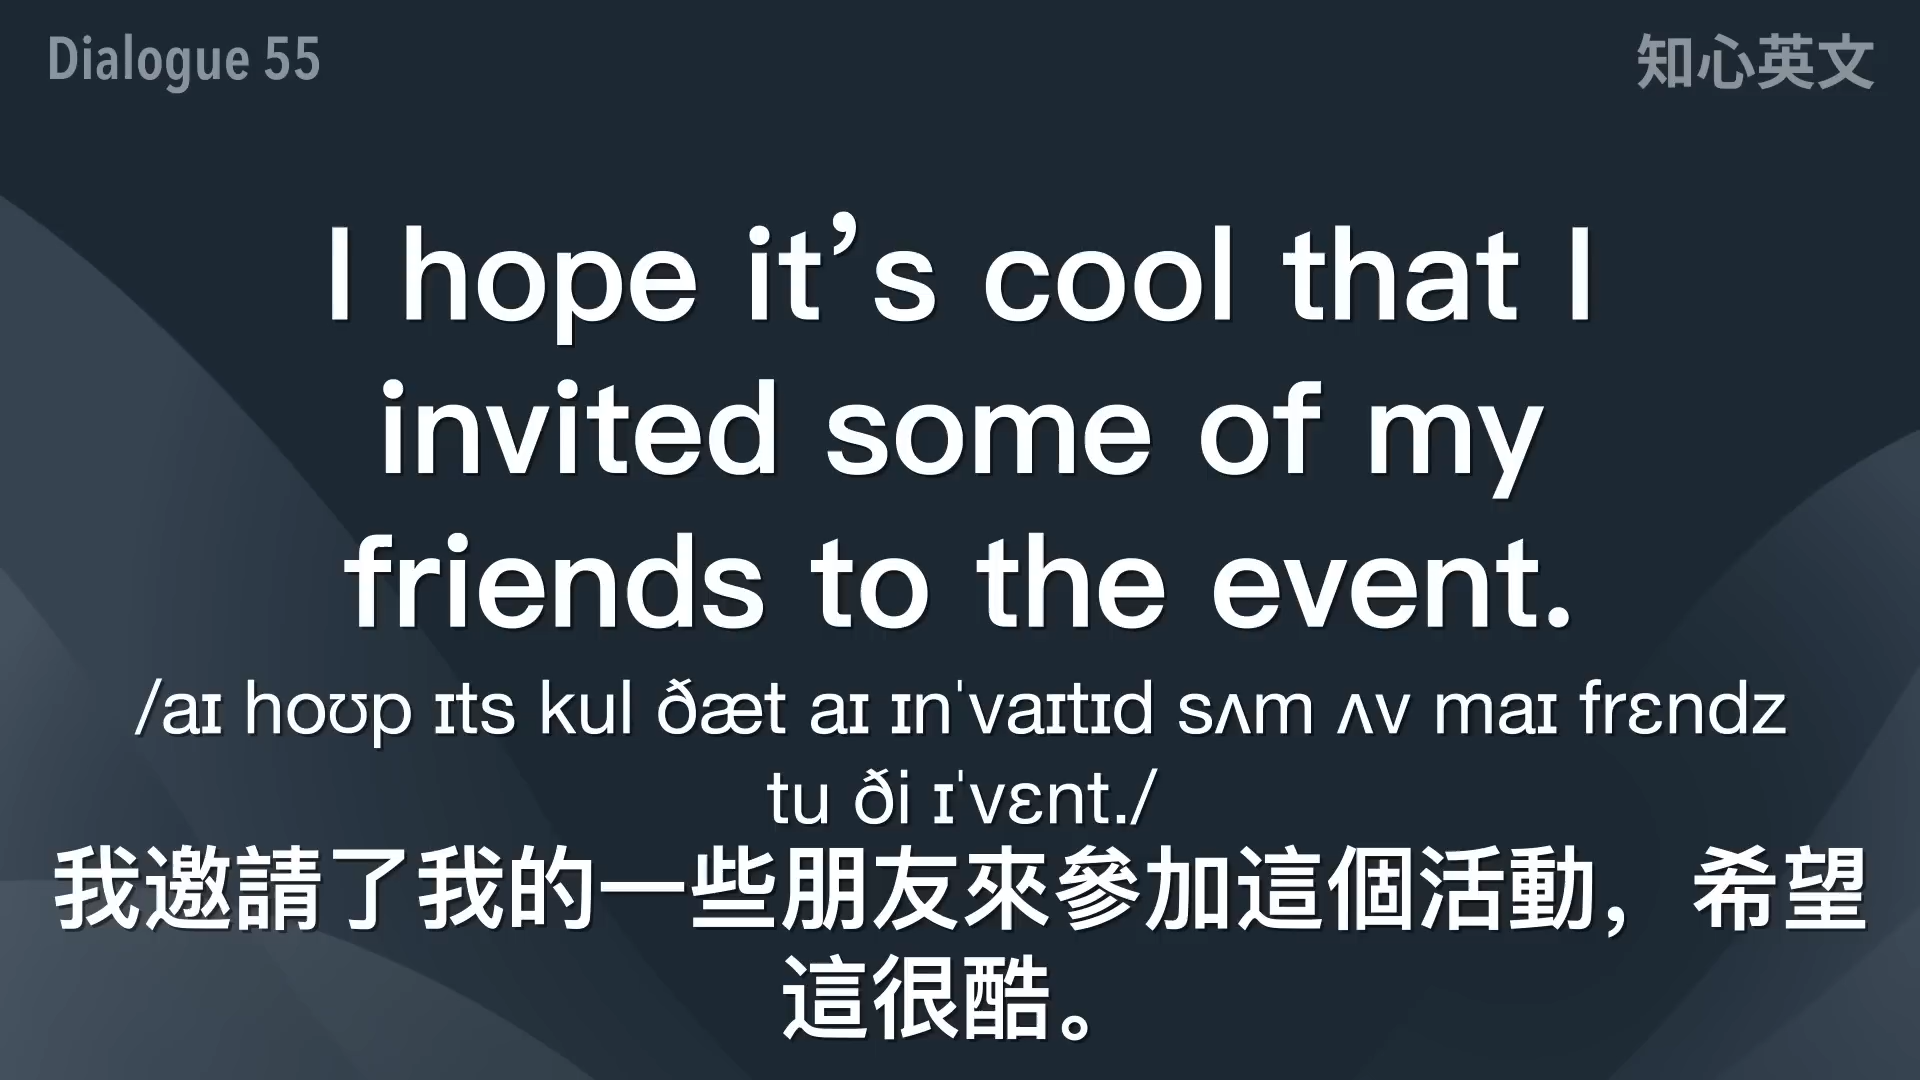 Dialogue 55
知心英文
I hope it’s cool that I
invited some of my
friends to the event.
/aɪ hoʊp ɪts kul ðæt aɪ ɪnˈvaɪtɪd sʌm ʌv maɪ frɛndz
tu ði ɪˈvɛnt./
我邀請了我的一些朋友來參加這個活動，希望
這很酷。